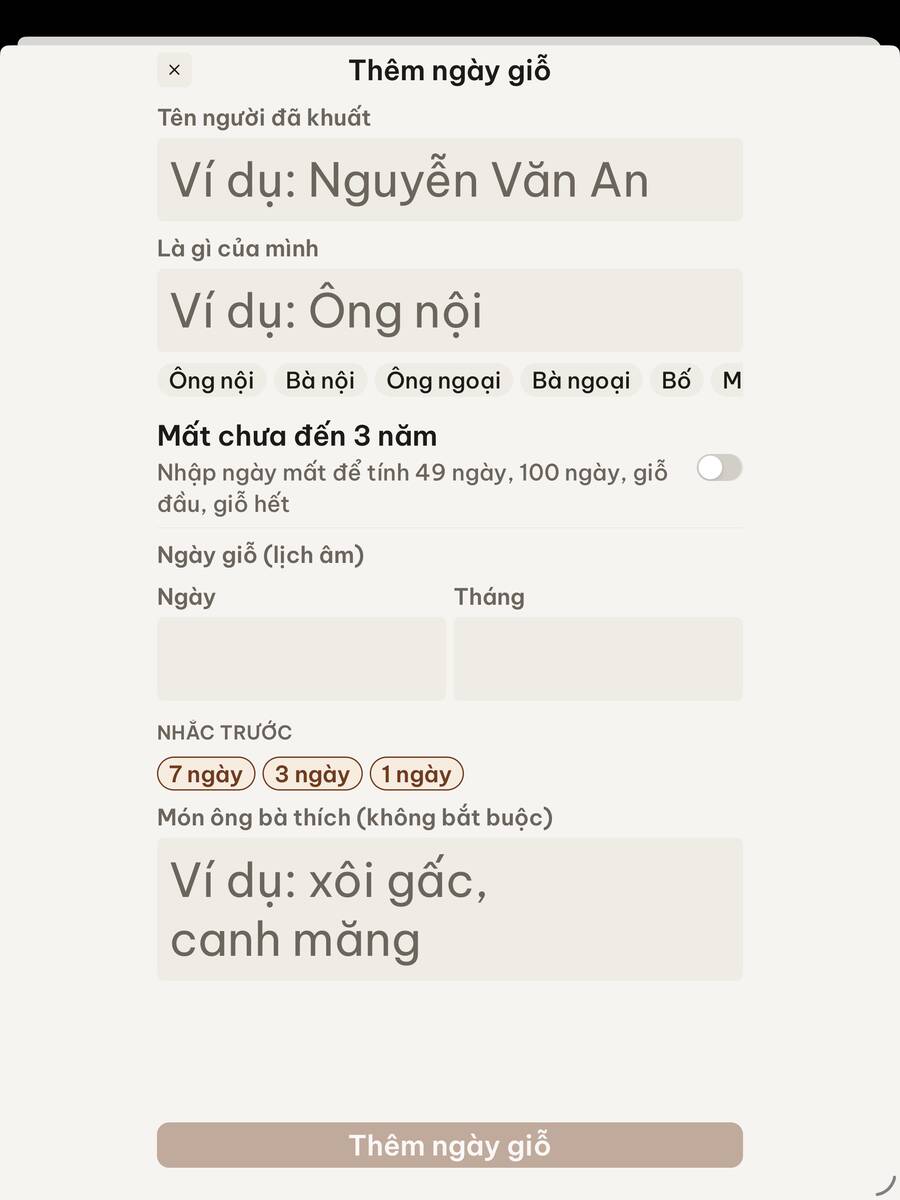 Thêm ngày giỗ
Tên người đã khuất
Ví dụ: Nguyễn Văn An
Là gì của mình
Ví dụ: Ông nội
Ông nội Bà nội Ông ngoại Bà ngoại Bố M
Mất chưa đến 3 năm
Nhập ngày mất để tính 49 ngày, 100 ngày, giỗ
đầu, giỗ hết
Ngày giỗ (lịch âm)
Ngày Tháng
NHẮC TRƯỚC
7 ngày 3 ngày 1 ngày
Món ông bà thích (không bắt buộc)
Ví dụ: xôi gấc,
canh măng
Thêm ngày giỗ